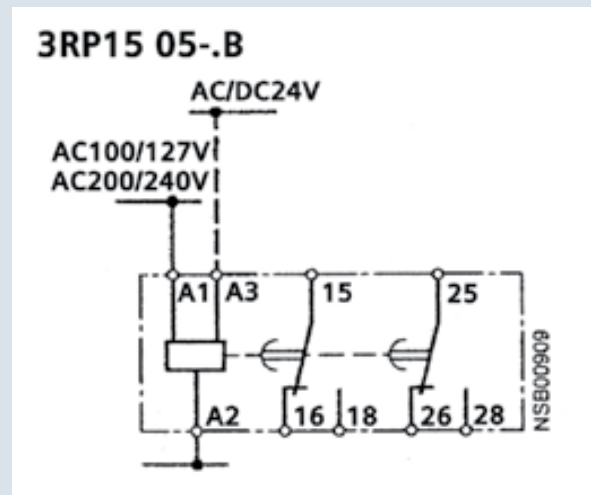 3RP15 05-.B
AC/DC24V
AC100/127V
AC200/240V
A1 A3 15 25
A2 16 18 26 28
NSB00909